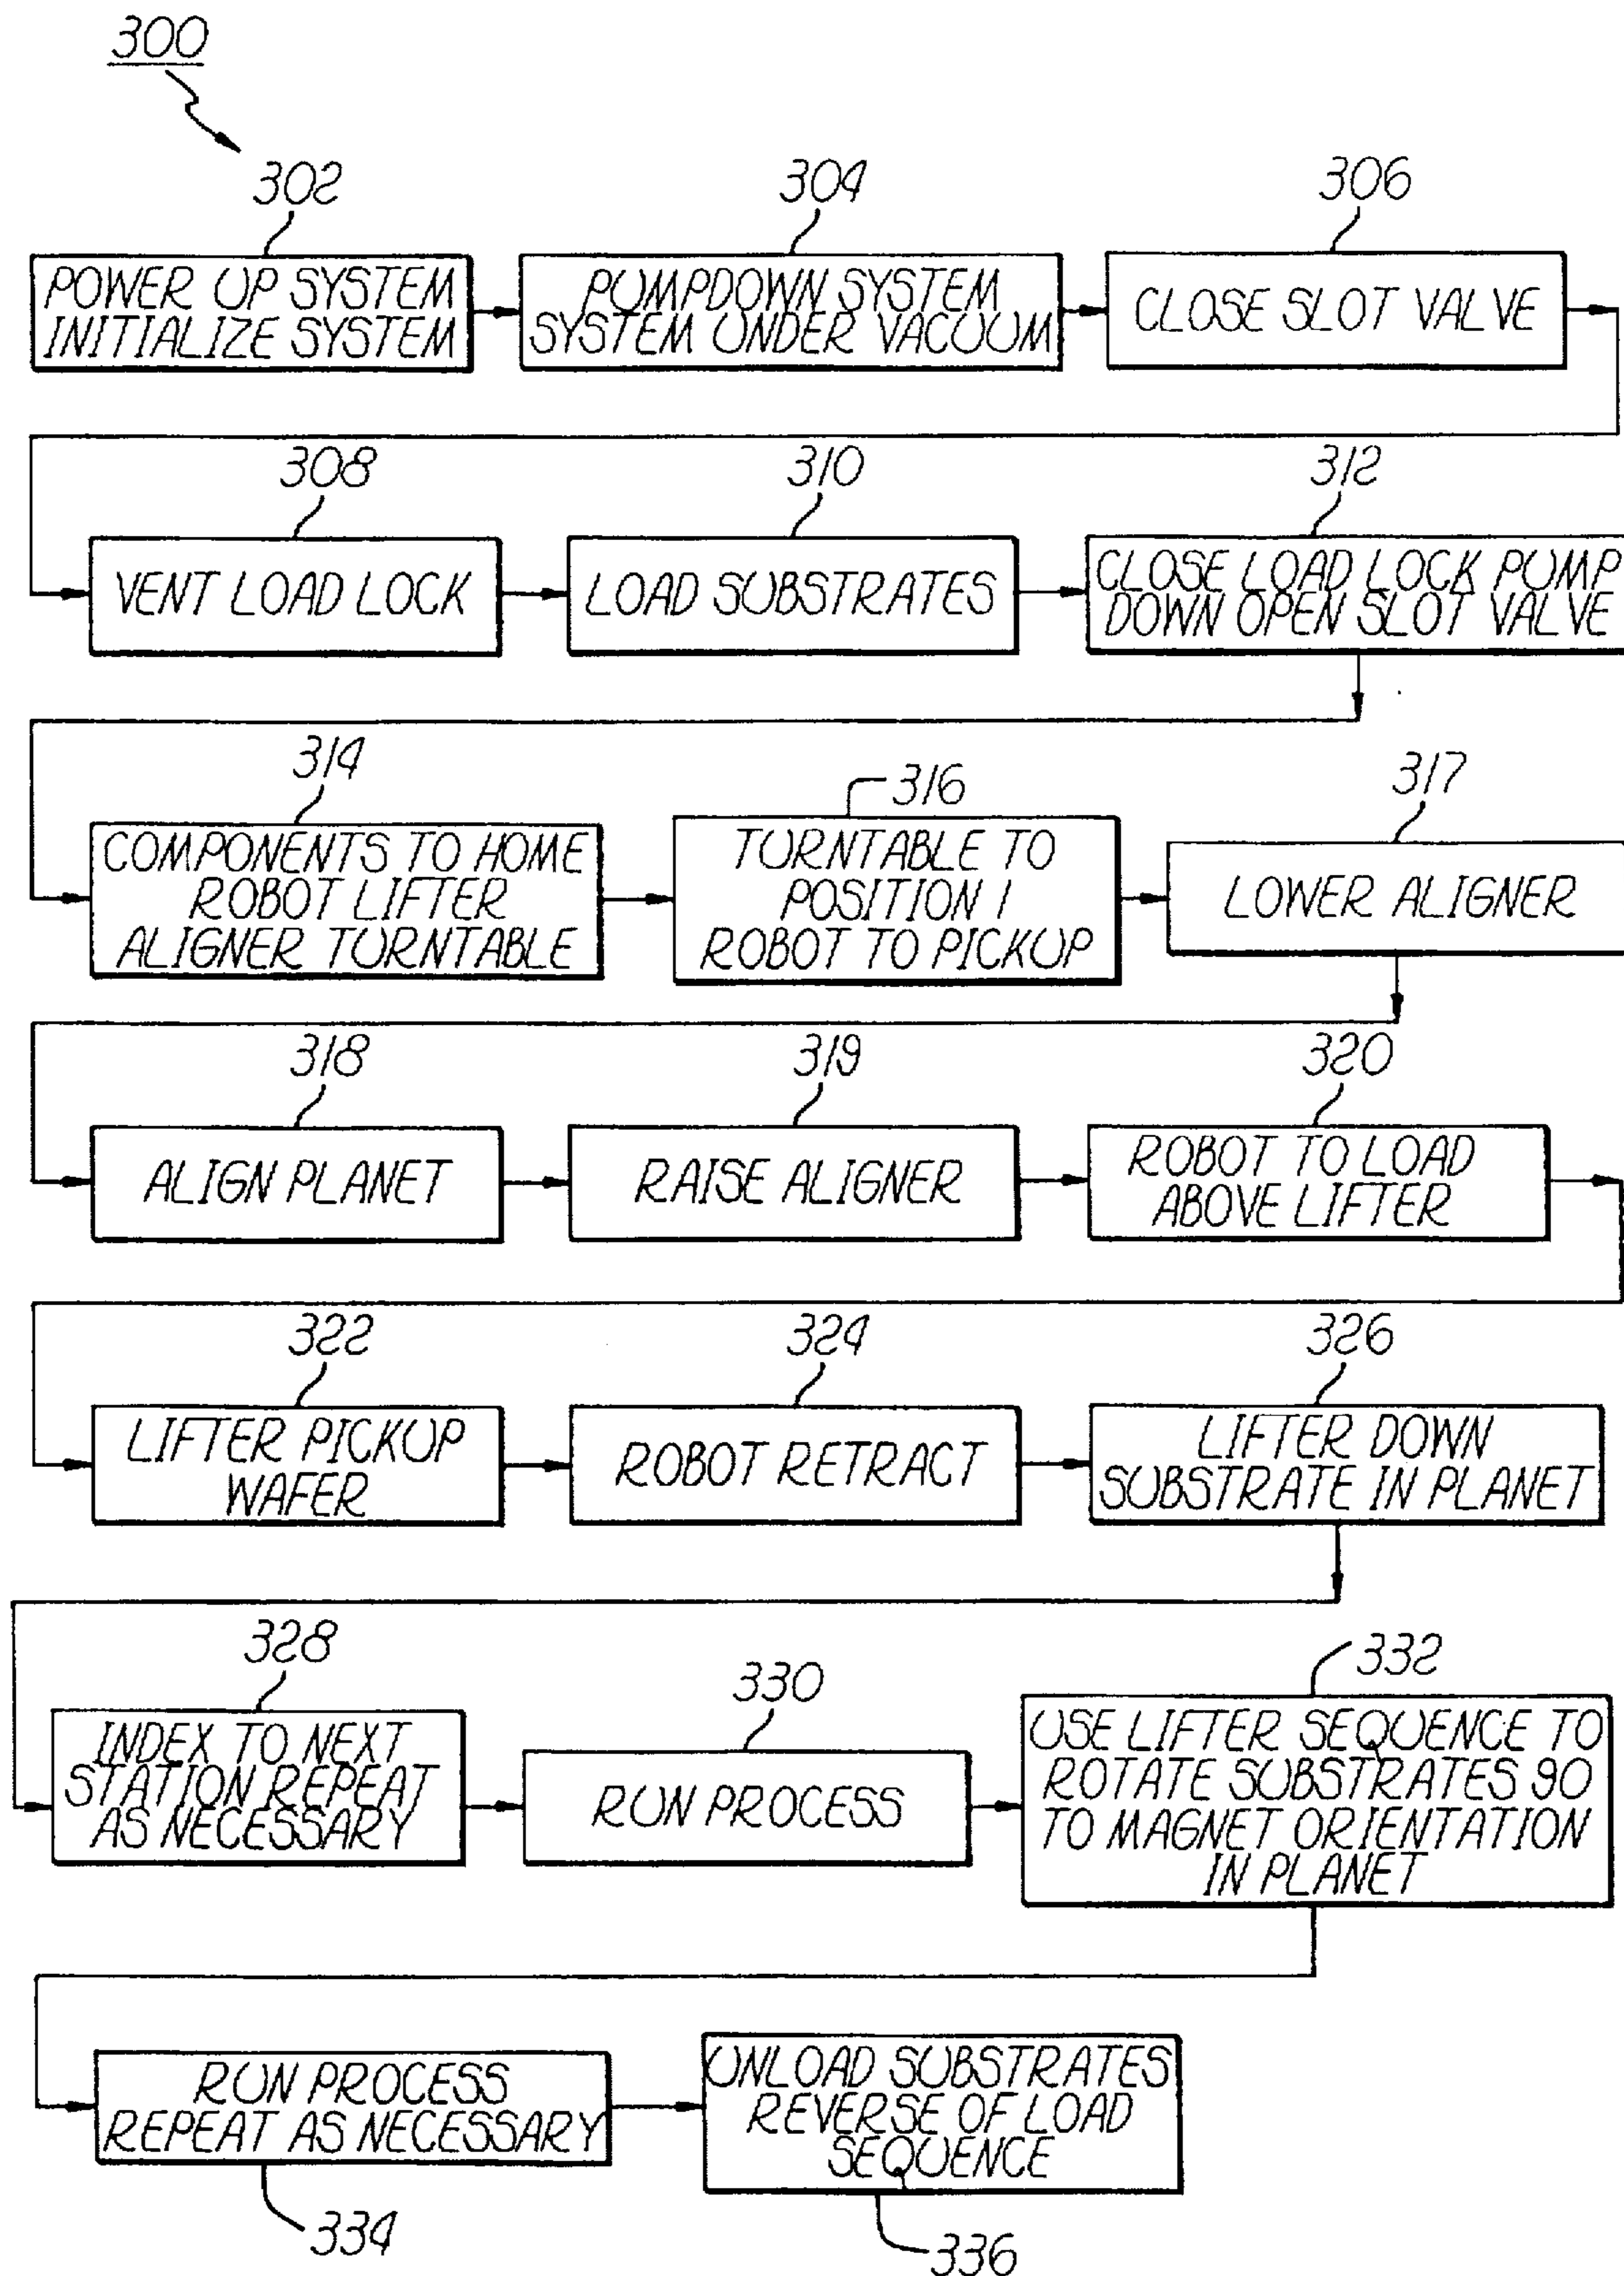 300
302
304
306
POWER UP SYSTEM
INITIALIZE SYSTEM
PUMPDOWN SYSTEM
SYSTEM UNDER VACUUM
CLOSE SLOT VALVE
308
310
312
VENT LOAD LOCK
LOAD SUBSTRATES
CLOSE LOAD LOCK PUMP
DOWN OPEN SLOT VALVE
314
316
317
COMPONENTS TO HOME
ROBOT LIFTER
ALIGNER TURNTABLE
TURNTABLE TO
POSITION 1
ROBOT TO PICKUP
LOWER ALIGNER
318
319
320
ALIGN PLANET
RAISE ALIGNER
ROBOT TO LOAD
ABOVE LIFTER
322
324
326
LIFTER PICKUP
WAFER
ROBOT RETRACT
LIFTER DOWN
SUBSTRATE IN PLANET
328
330
332
INDEX TO NEXT
STATION REPEAT
AS NECESSARY
RUN PROCESS
USE LIFTER SEQUENCE TO
ROTATE SUBSTRATES 90
TO MAGNET ORIENTATION
IN PLANET
RUN PROCESS
REPEAT AS NECESSARY
UNLOAD SUBSTRATES
REVERSE OF LOAD
SEQUENCE
334
336